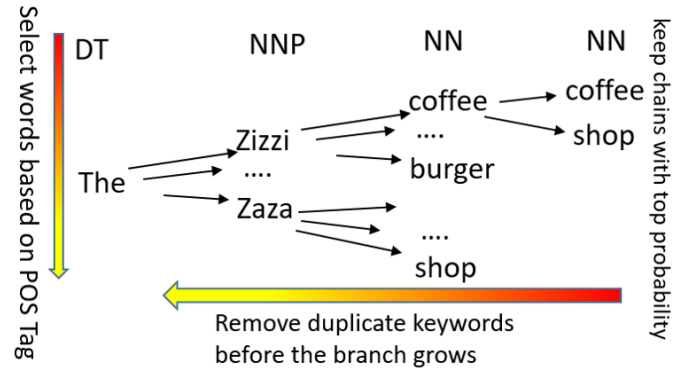 Select words based on POS Tag
DT
NNP
NN
NN
keep chains with top probability
The
Zizzi
....
Zaza
coffee
....
burger
....
shop
coffee
shop
Remove duplicate keywords
before the branch grows